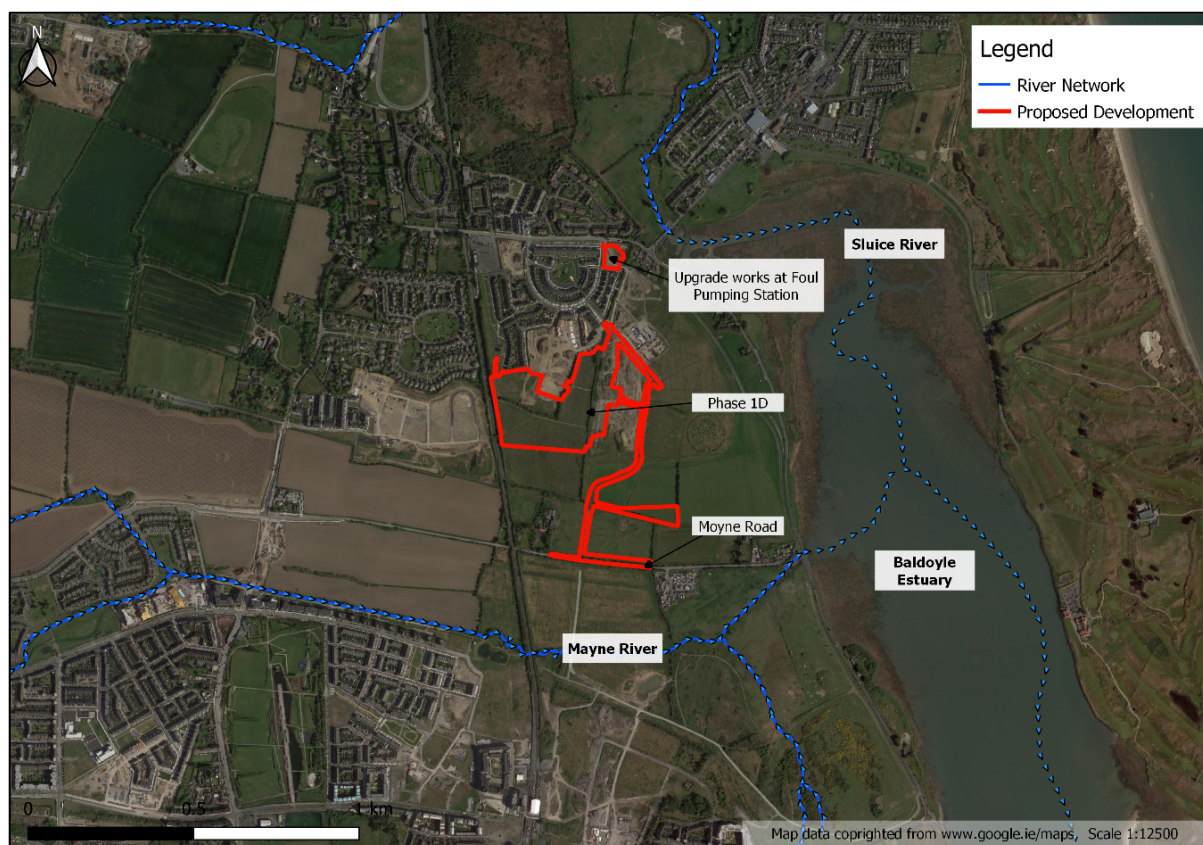 N
Legend
River Network
Proposed Development
Sluice River
Upgrade works at Foul
Pumping Station
Phase 1D
Moyne Road
Baldoyle
Estuary
Mayne River
0 0.5 1 km
Map data coprighted from www.google.ie/maps, Scale 1:12500